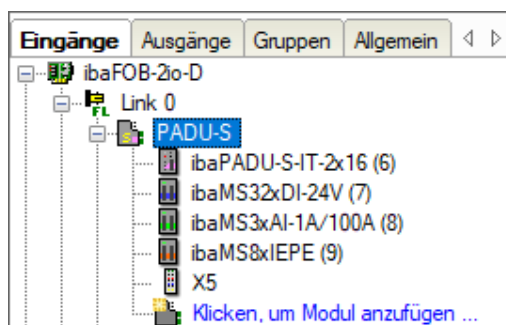 Eingänge Ausgänge Gruppen Allgemein
ibaFOB-2io-D
FL Link 0
S PADU-S
ibaPADU-S-IT-2x16 (6)
ibaMS32xDI-24V (7)
ibaMS3xAI-1A/100A (8)
ibaMS8xIEPE (9)
X5
Klicken, um Modul anzufügen ...